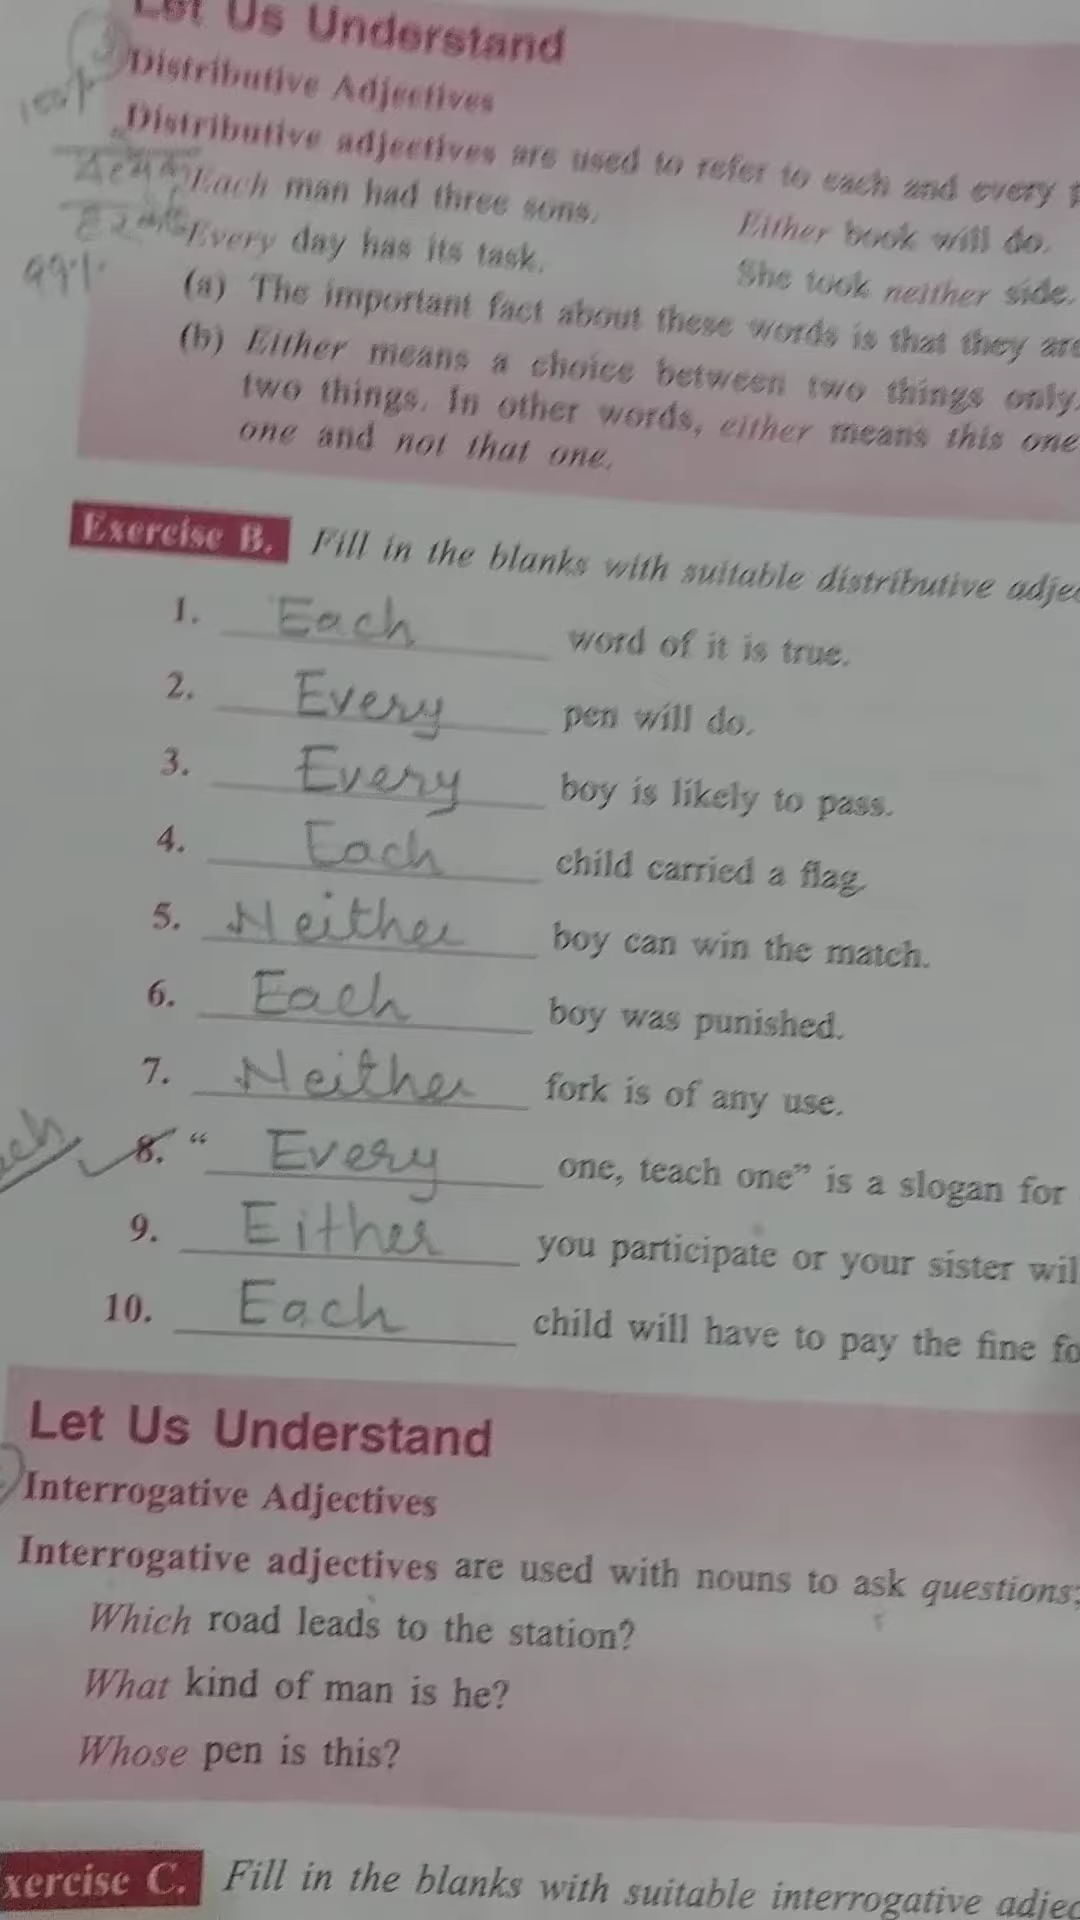 Let Us Understand
Distributive Adjectives
Distributive adjectives are used to refer to each and every
100%
Each man had three sons.
Either book will do.
Every day has its task.
She took neither side.
99%
(a) The important fact about these words is that they are
(b) Either means a choice between two things only.
two things. In other words, either means this one
one and not that one.
Exercise B. Fill in the blanks with suitable distributive
1. Each word of it is true.
2. Every pen will do.
3. Every boy is likely to pass.
4. Each child carried a flag
5. Neither boy can win the match.
6. Each boy was punished.
7. Neither fork is of any use.
8. " Every one, teach one" is a slogan for
9. Either you participate or your sister wil
10. Each child will have to pay the fine fo
Let Us Understand
Interrogative Adjectives
Interrogative adjectives are used with nouns to ask questions;
Which road leads to the station?
What kind of man is he?
Whose pen is this?
xercise C. Fill in the blanks with suitable interrogative adjec